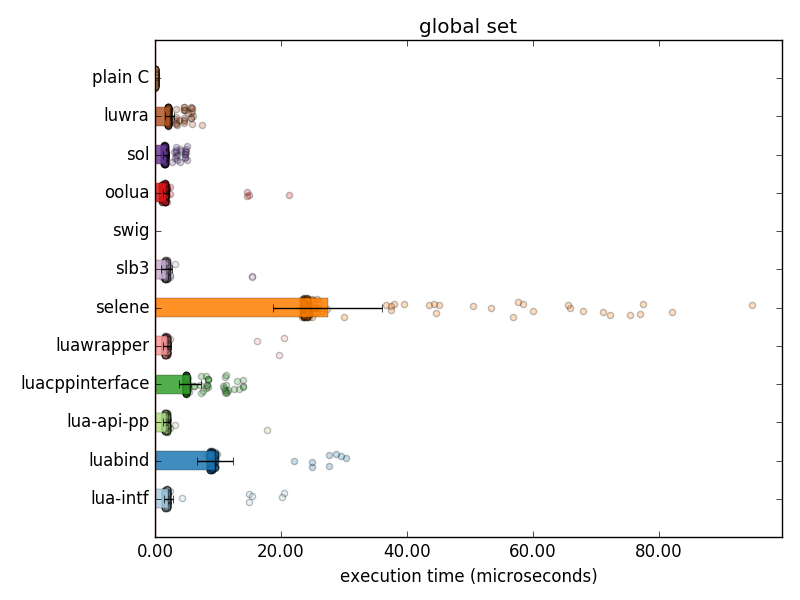 global set
plain C
luwra
sol
oolua
swig
slb3
selene
luawrapper
luacppinterface
lua-api-pp
luabind
lua-intf
0.00 20.00 40.00 60.00 80.00
execution time (microseconds)